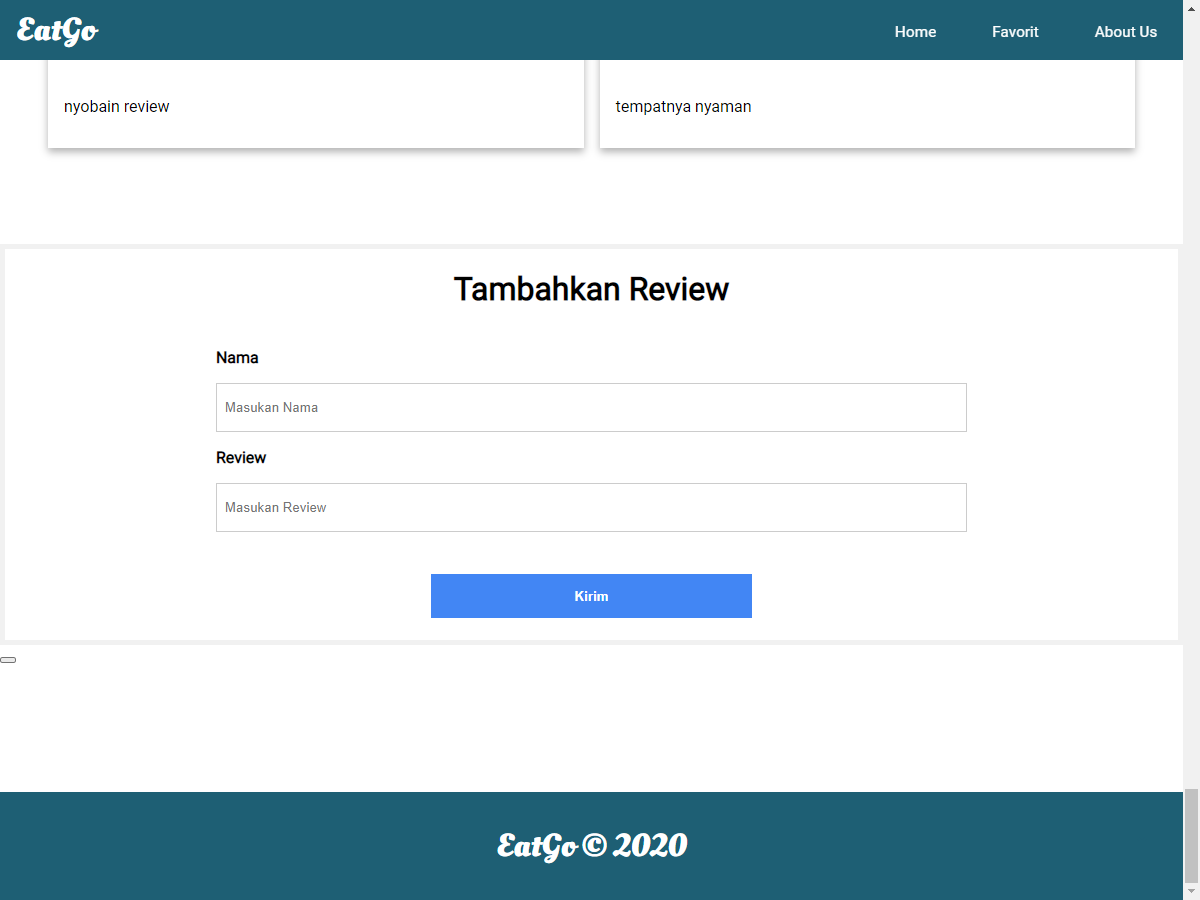 EatGo
Home
Favorit
About Us
nyobain review
tempatnya nyaman
Tambahkan Review
Nama
Masukan Nama
Review
Masukan Review
Kirim
EatGo © 2020